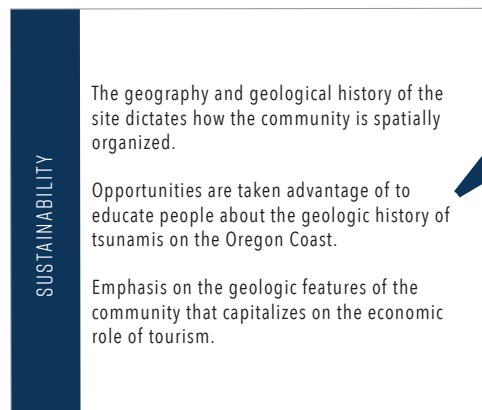 SUSTAINABILITY
The geography and geological history of the
site dictates how the community is spatially
organized.
Opportunities are taken advantage of to
educate people about the geologic history of
tsunamis on the Oregon Coast.
Emphasis on the geologic features of the
community that capitalizes on the economic
role of tourism.